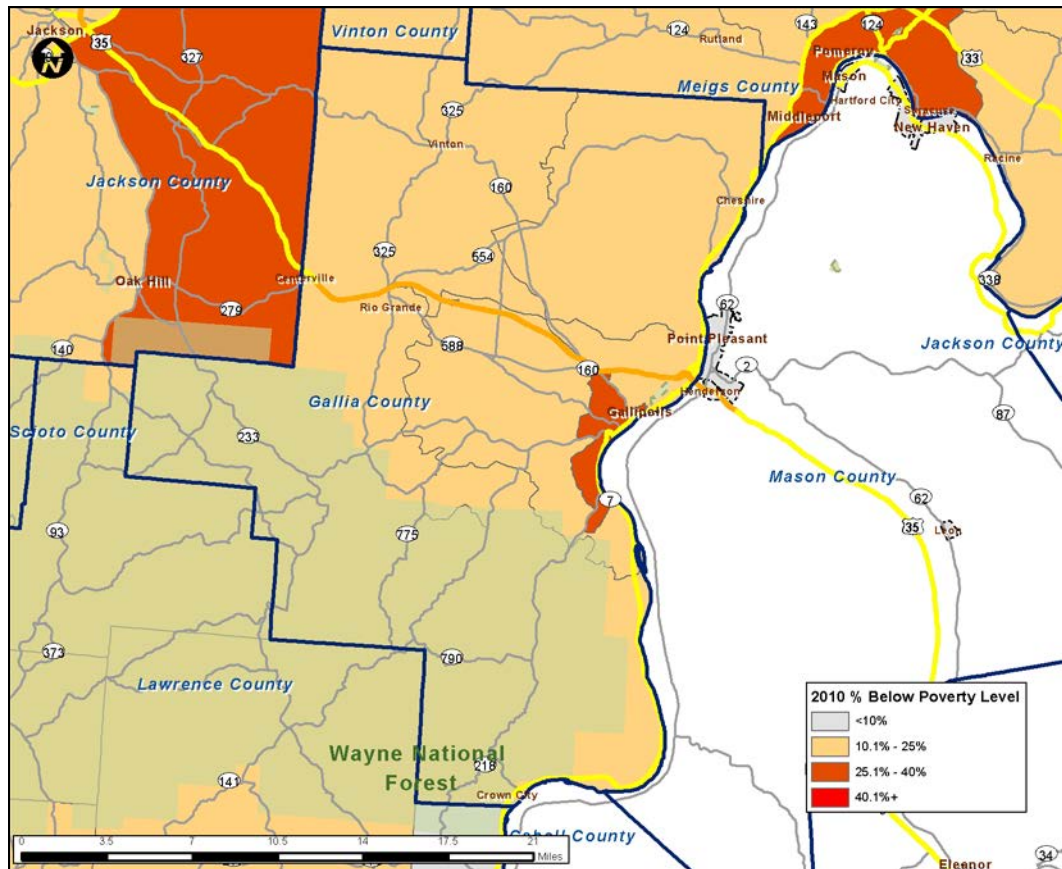 Jackson
35
N
327
Vinton County
124
Rutland
143
124
Pomeroy
33
Mason
Meigs County
Hartford City
Syracuse
Middleport
New Haven
325
Vinton
Racine
Jackson County
160
Cheshire
325
554
Centerville
Oak Hill
338
279
Rio Grande
62
Point Pleasant
Jackson County
140
588
160
2
Henderson
Gallia County
Gallipolis
87
Scioto County
233
Mason County
62
7
93
775
35
Leon
373
790
Lawrence County
2010 % Below Poverty Level
<10%
10.1% - 25%
25.1% - 40%
40.1%+
Wayne National
Forest
218
141
Crown City
Cabell County
0 3.5 7 10.5 14 17.5 21
Miles
34
Eleanor